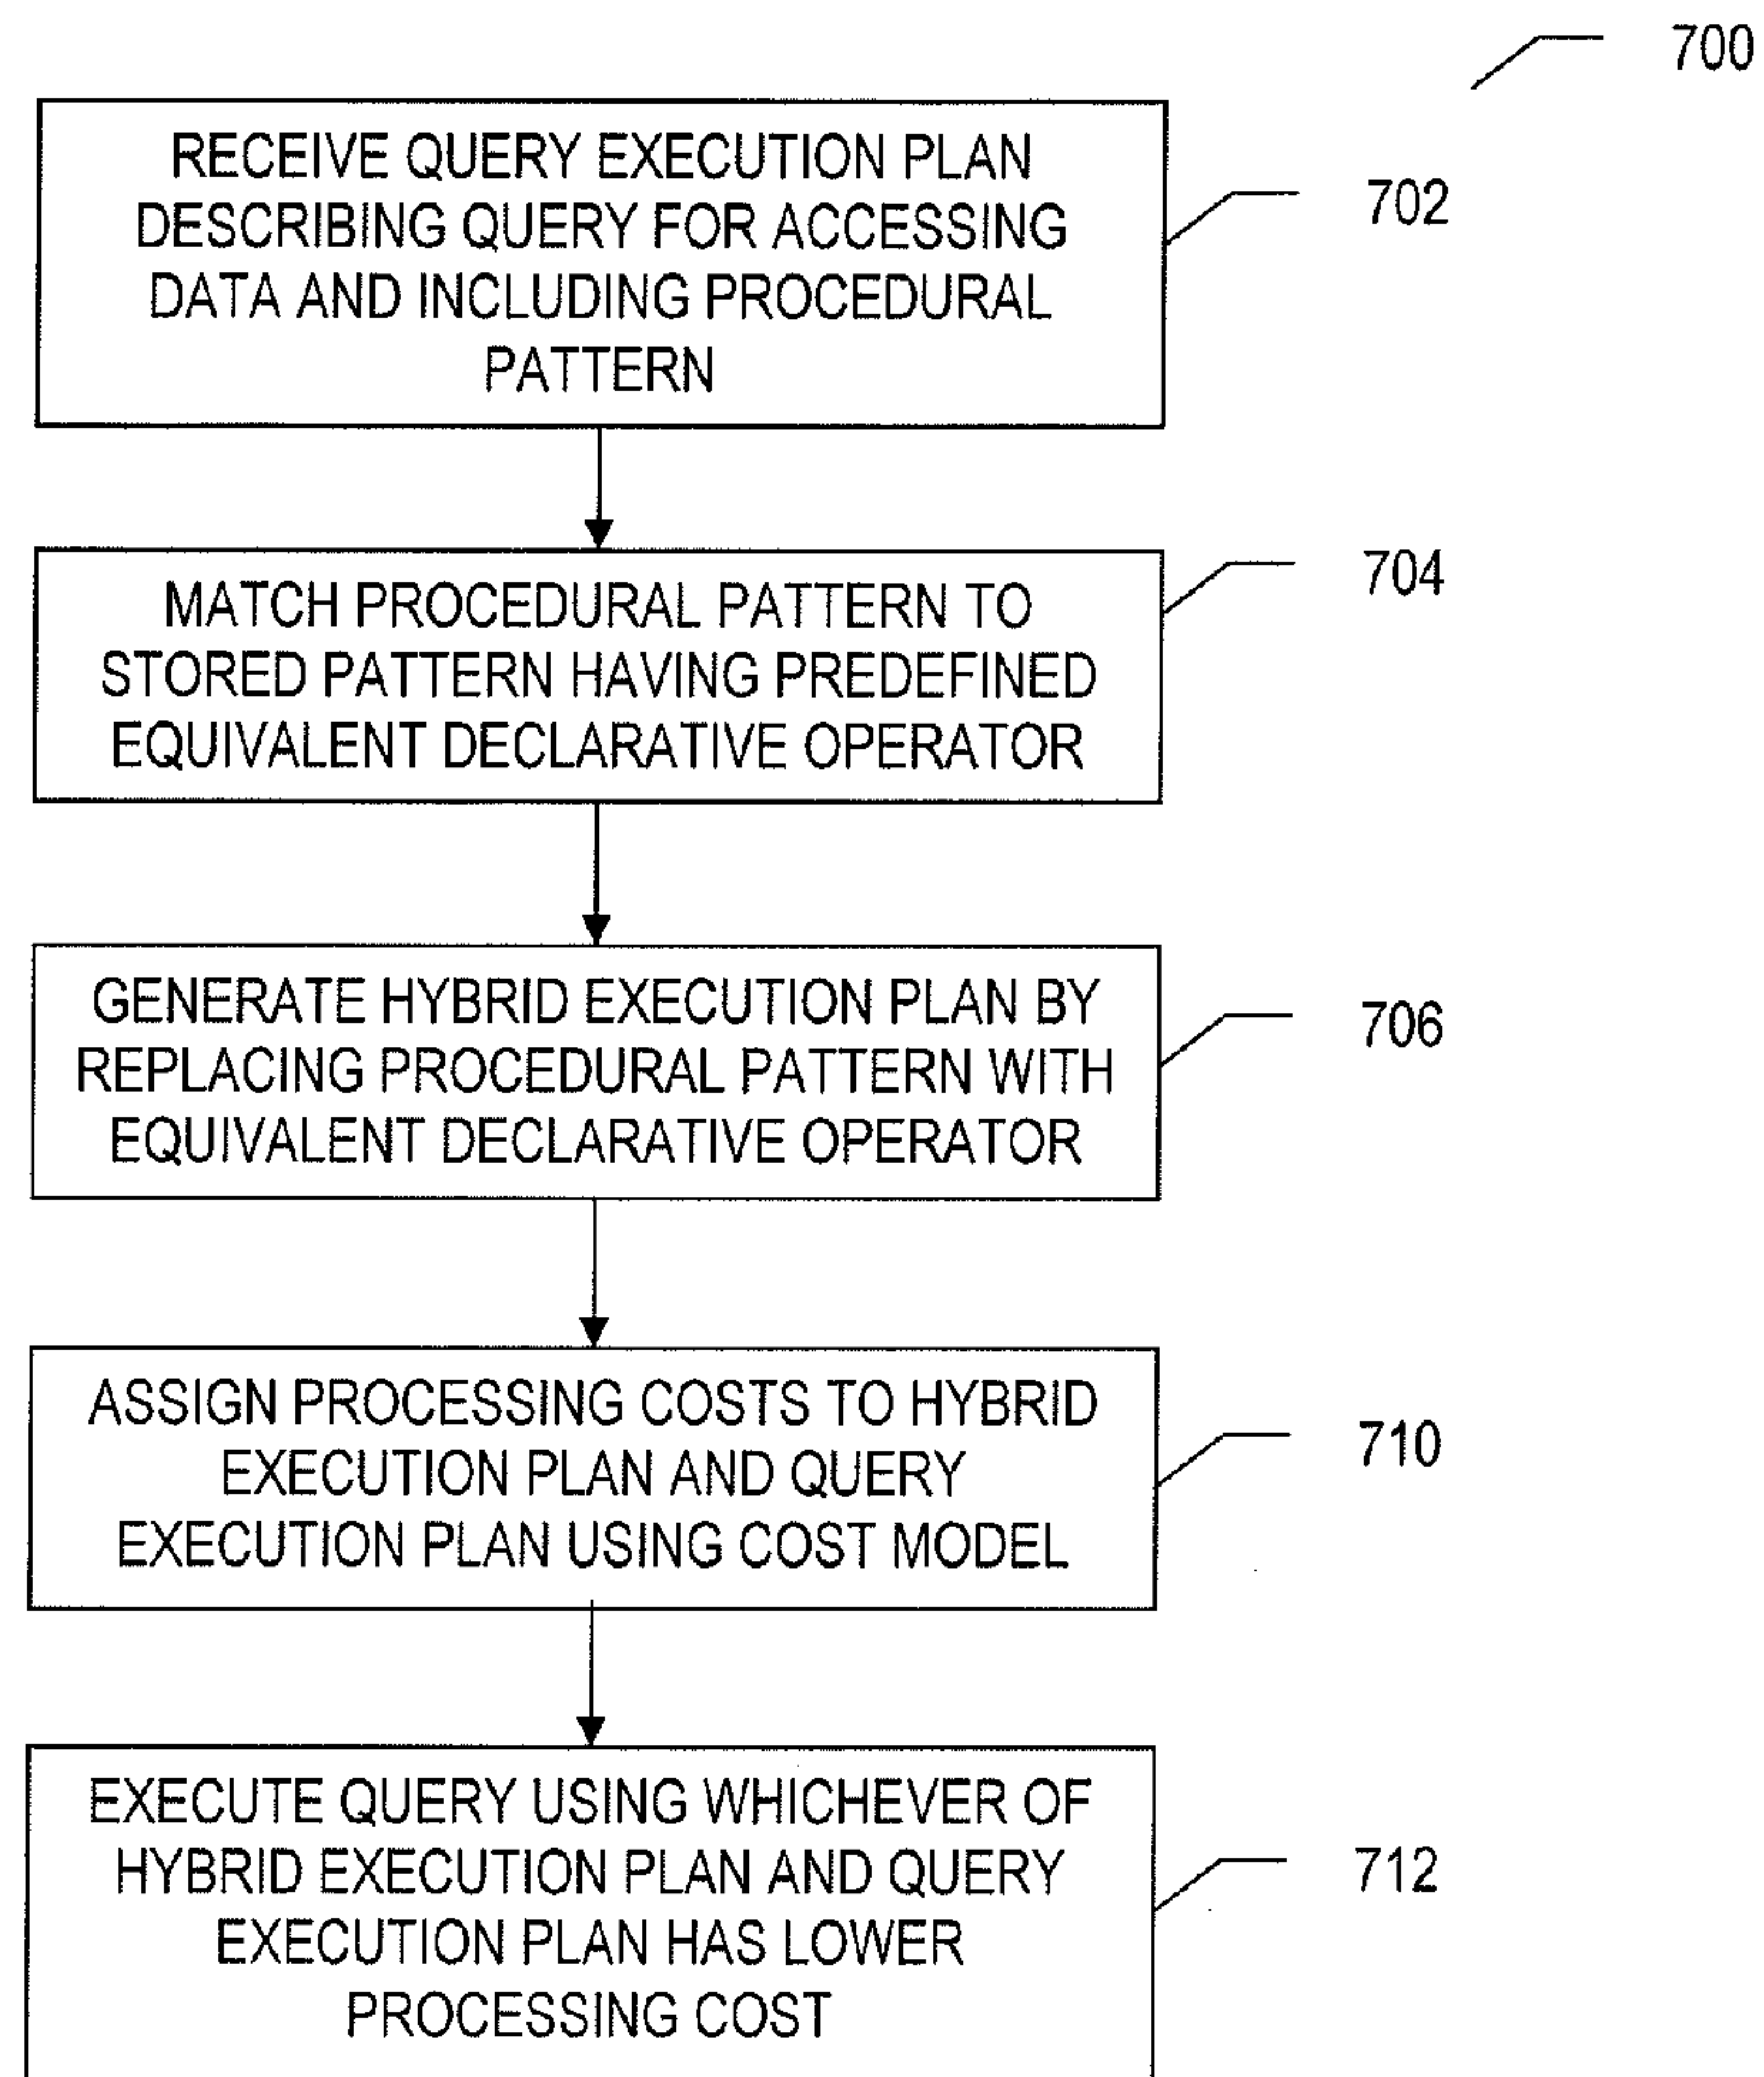 700
RECEIVE QUERY EXECUTION PLAN
DESCRIBING QUERY FOR ACCESSING
DATA AND INCLUDING PROCEDURAL
PATTERN
702
MATCH PROCEDURAL PATTERN TO
STORED PATTERN HAVING PREDEFINED
EQUIVALENT DECLARATIVE OPERATOR
704
GENERATE HYBRID EXECUTION PLAN BY
REPLACING PROCEDURAL PATTERN WITH
EQUIVALENT DECLARATIVE OPERATOR
706
ASSIGN PROCESSING COSTS TO HYBRID
EXECUTION PLAN AND QUERY
EXECUTION PLAN USING COST MODEL
710
EXECUTE QUERY USING WHICHEVER OF
HYBRID EXECUTION PLAN AND QUERY
EXECUTION PLAN HAS LOWER
PROCESSING COST
712